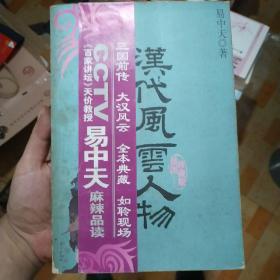 易中天◎著
漢代風雲人物
三国前传 大汉风云 全本典藏 如聆现场
CCTV
《百家讲坛》天价教授
易中天 麻辣品读